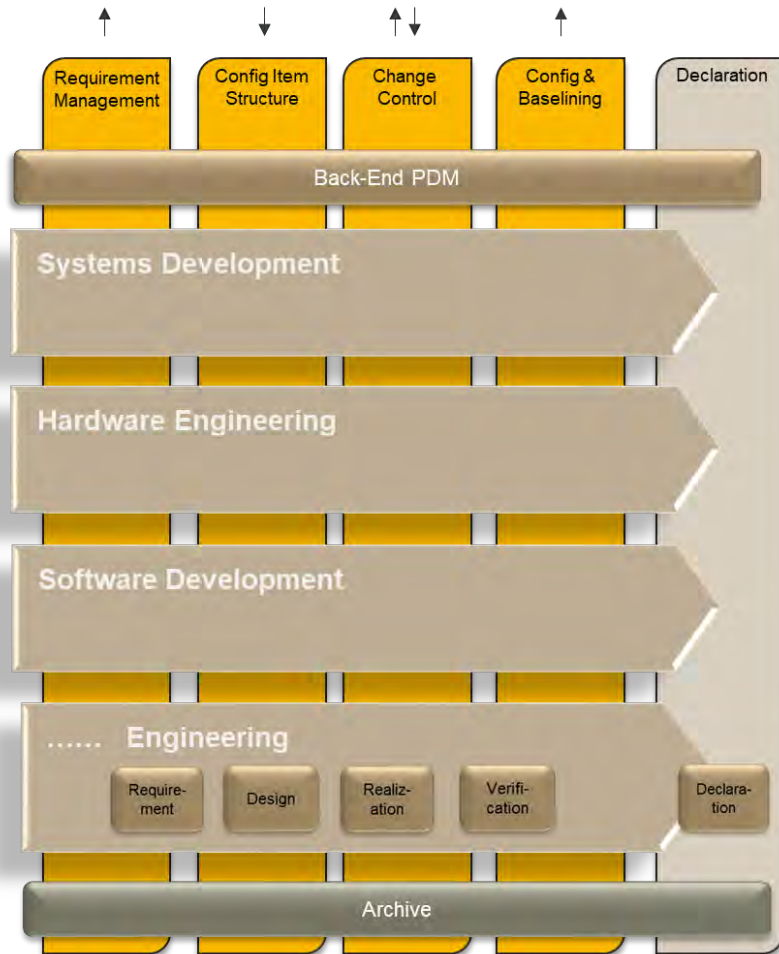 Requirement
Management
Config Item
Structure
Change
Control
Config &
Baselining
Declaration
Back-End PDM
Systems Development
Hardware Engineering
Software Development
...... Engineering
Require-
ment
Design
Realiz-
ation
Verifi-
cation
Declara-
tion
Archive